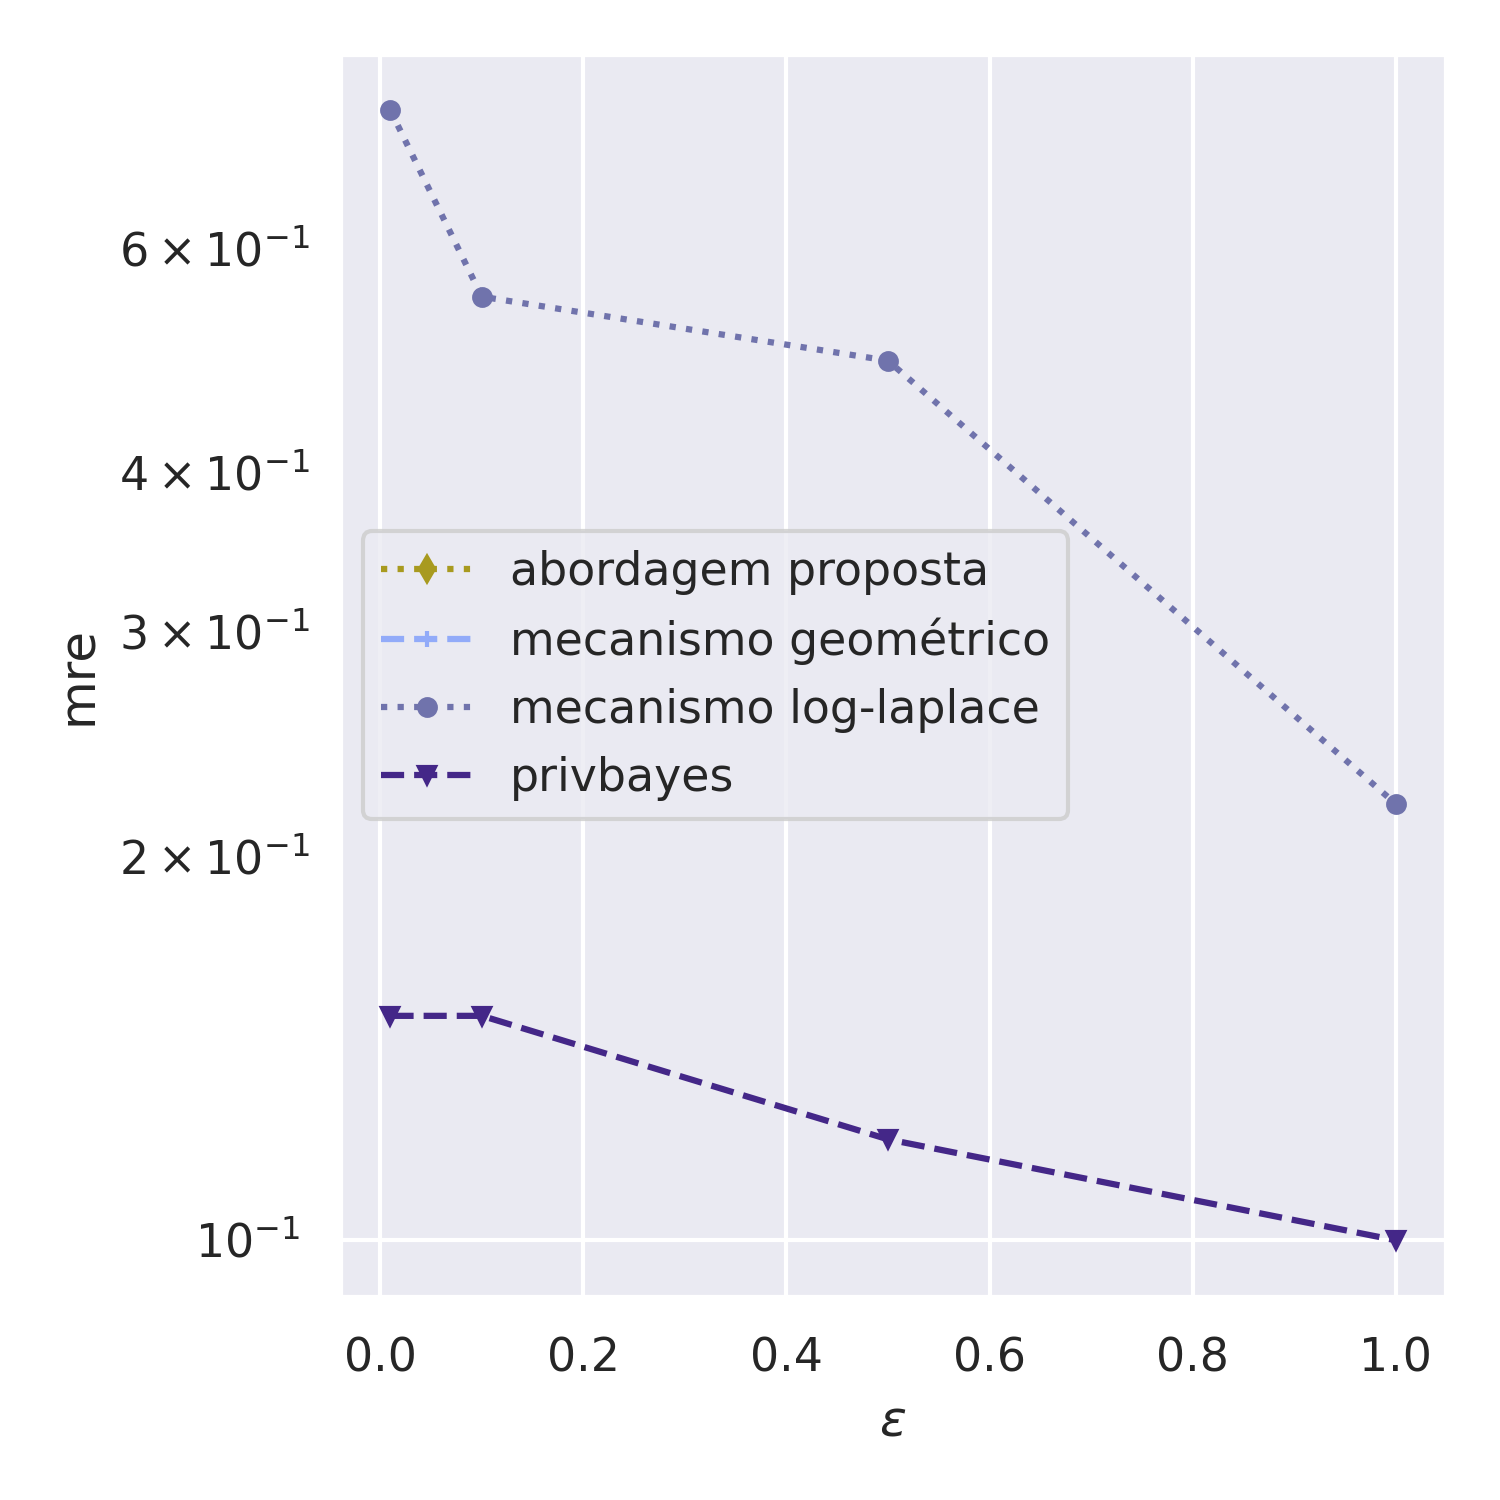 6 × 10⁻¹
4 × 10⁻¹
3 × 10⁻¹
2 × 10⁻¹
10⁻¹
mre
abordagem proposta
mecanismo geométrico
mecanismo log-laplace
privbayes
0.0 0.2 0.4 0.6 0.8 1.0
ε